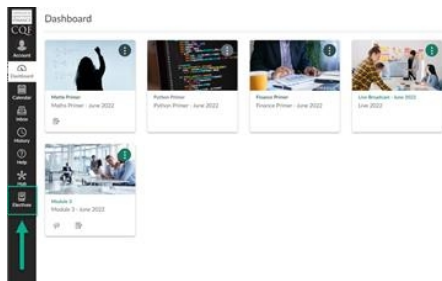 CQF
Account
Dashboard
Calendar
Inbox
History
Help
Hub
Electives
Dashboard
Maths Primer
Maths Primer - June 2022
Python Primer
Python Primer - June 2022
Finance Primer
Finance Primer - June 2022
Live Broadcast - June 2022
Live 2022
Module 3
Module 3 - June 2023